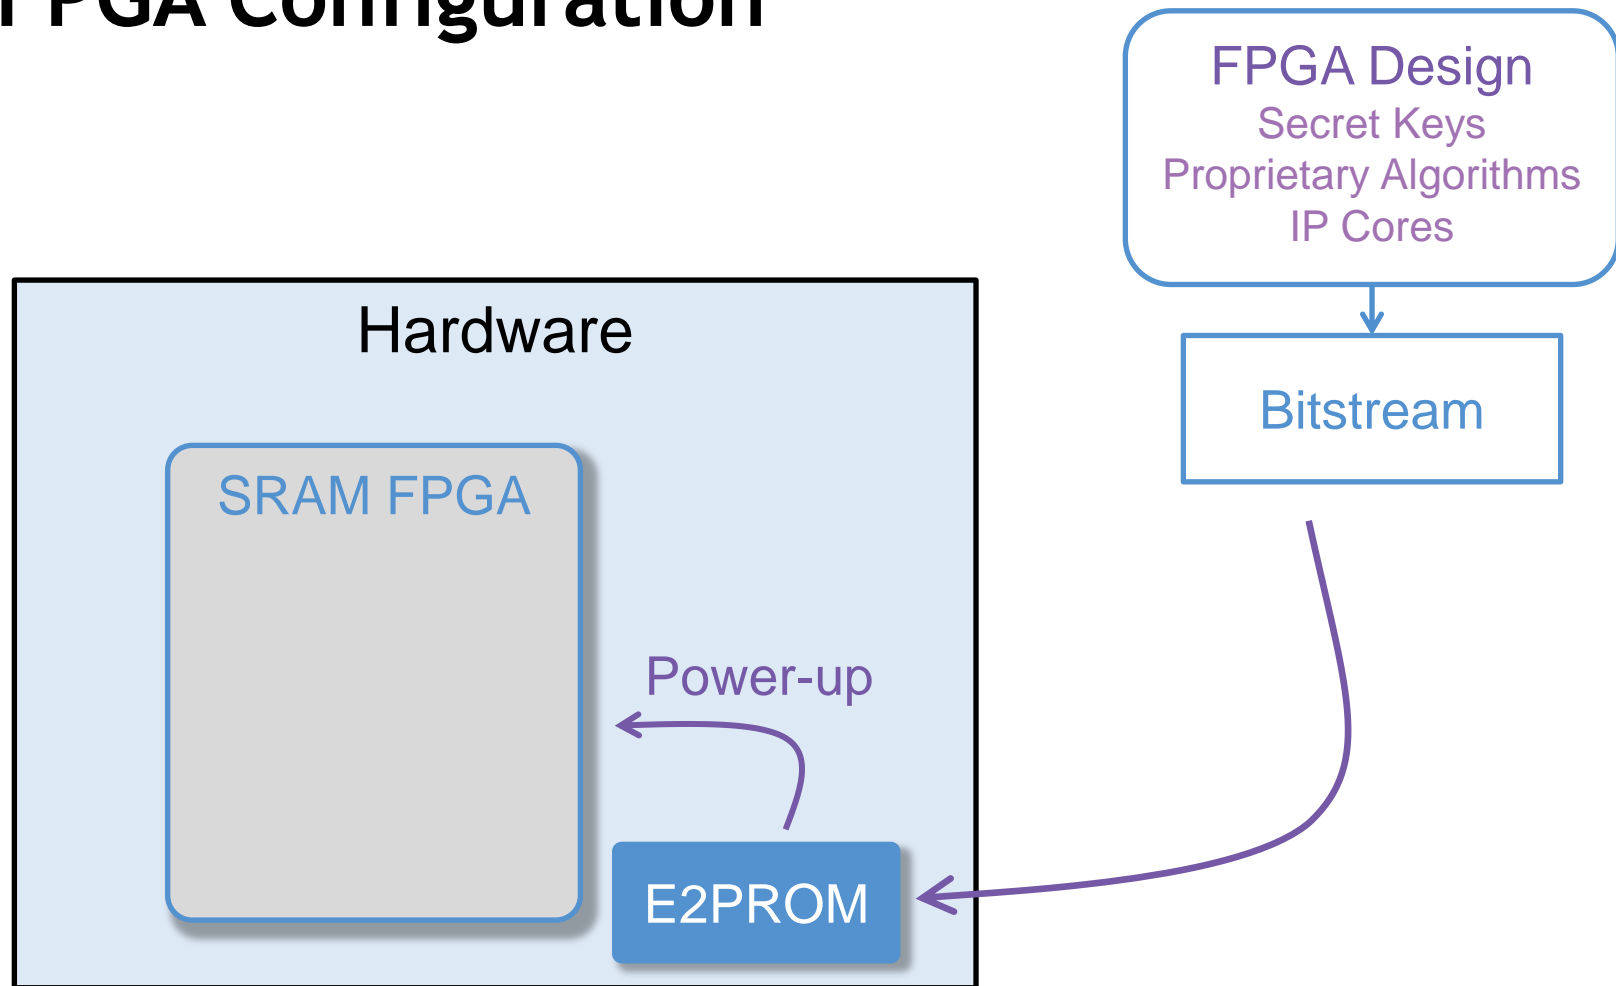 FPGA Configuration
FPGA Design
Secret Keys
Proprietary Algorithms
IP Cores
Hardware
Bitstream
SRAM FPGA
Power-up
E2PROM